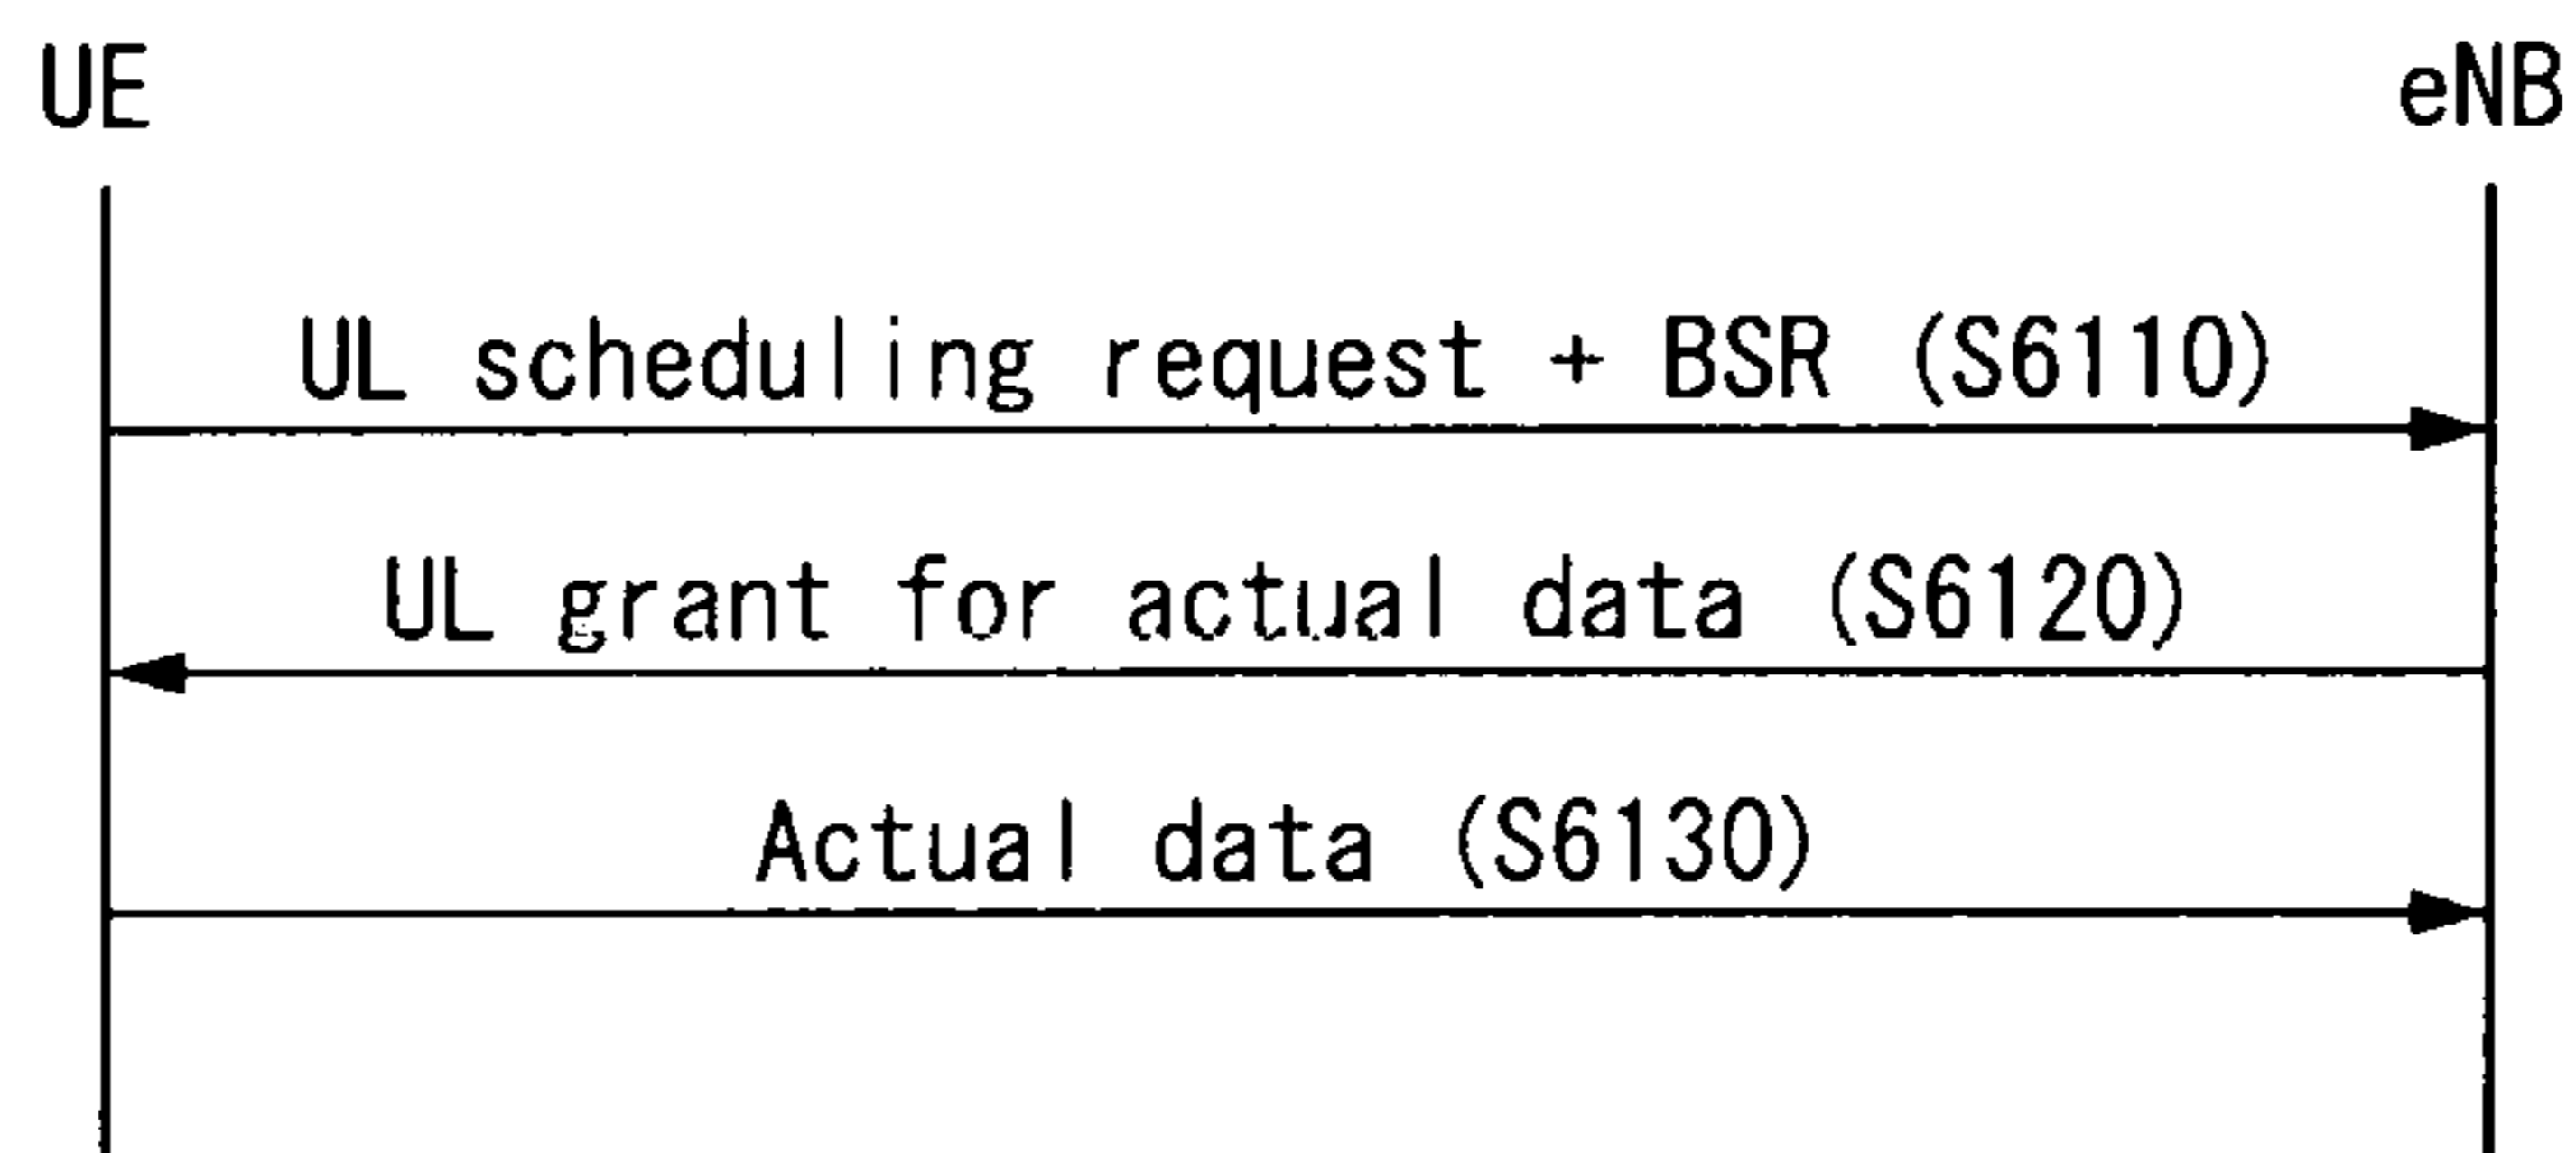 UE eNB
UL scheduling request + BSR (S6110)
UL grant for actual data (S6120)
Actual data (S6130)